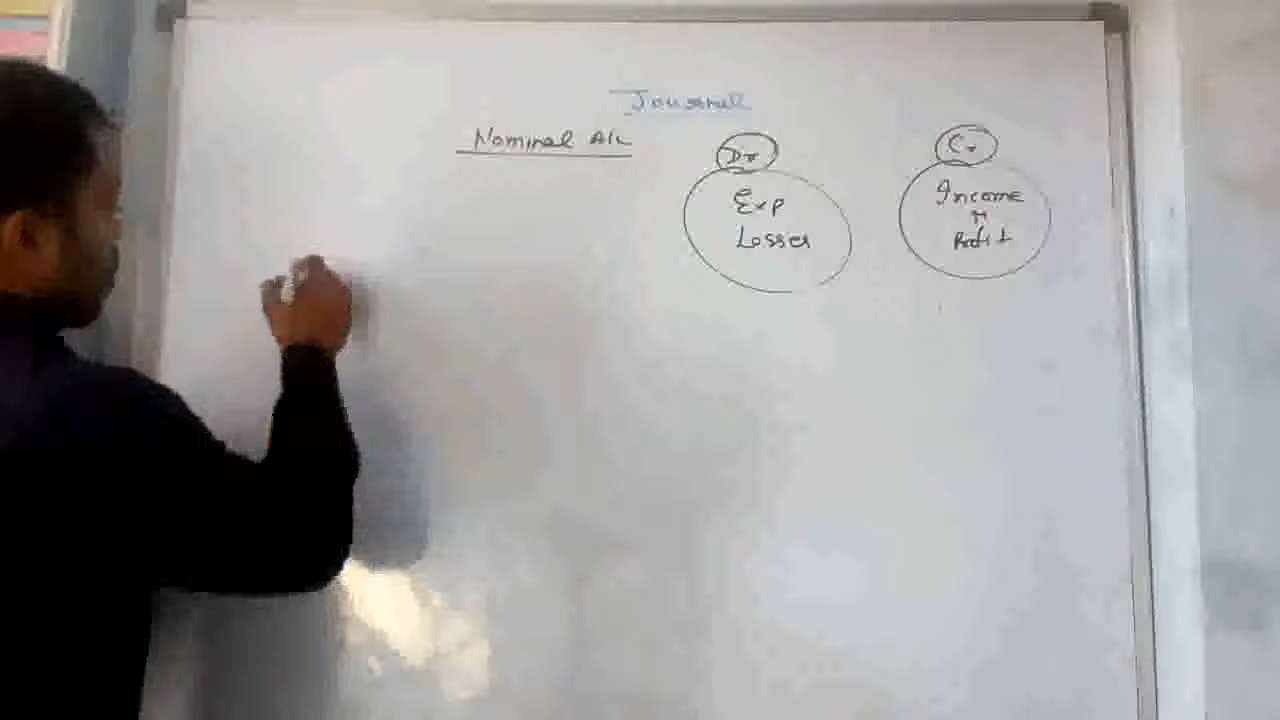 Journal
Nominal A/c
Dr
Exp
Losses
Cr
Income
Profit